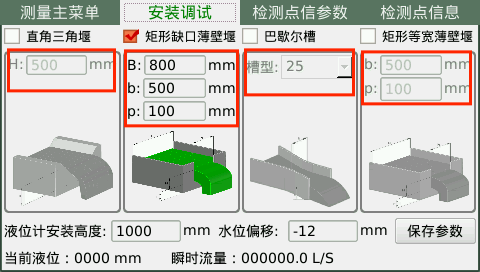 测量主菜单 安装调试 检测点信参数 检测点信息
直角三角堰 矩形缺口薄壁堰 巴歇尔槽 矩形等宽薄壁堰
H: 500 mm B: 800 mm 槽型: 25 b: 500 mm
b: 500 mm p: 100 mm
p: 100 mm
液位计安装高度: 1000 mm 水位偏移: -12 mm 保存参数
当前液位：0000 mm 瞬时流量：000000.0 L/S